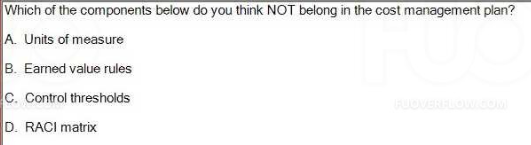 Which of the components below do you think NOT belong in the cost management plan?
A. Units of measure
B. Earned value rules
C. Control thresholds
D. RACI matrix